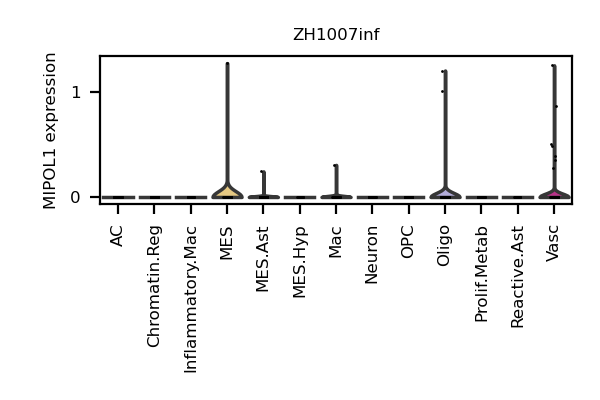 ZH1007inf
MIPOL1 expression
1
0
AC
Chromatin.Reg
Inflammatory.Mac
MES
MES.Ast
MES.Hyp
Mac
Neuron
OPC
Oligo
Prolif.Metab
Reactive.Ast
Vasc